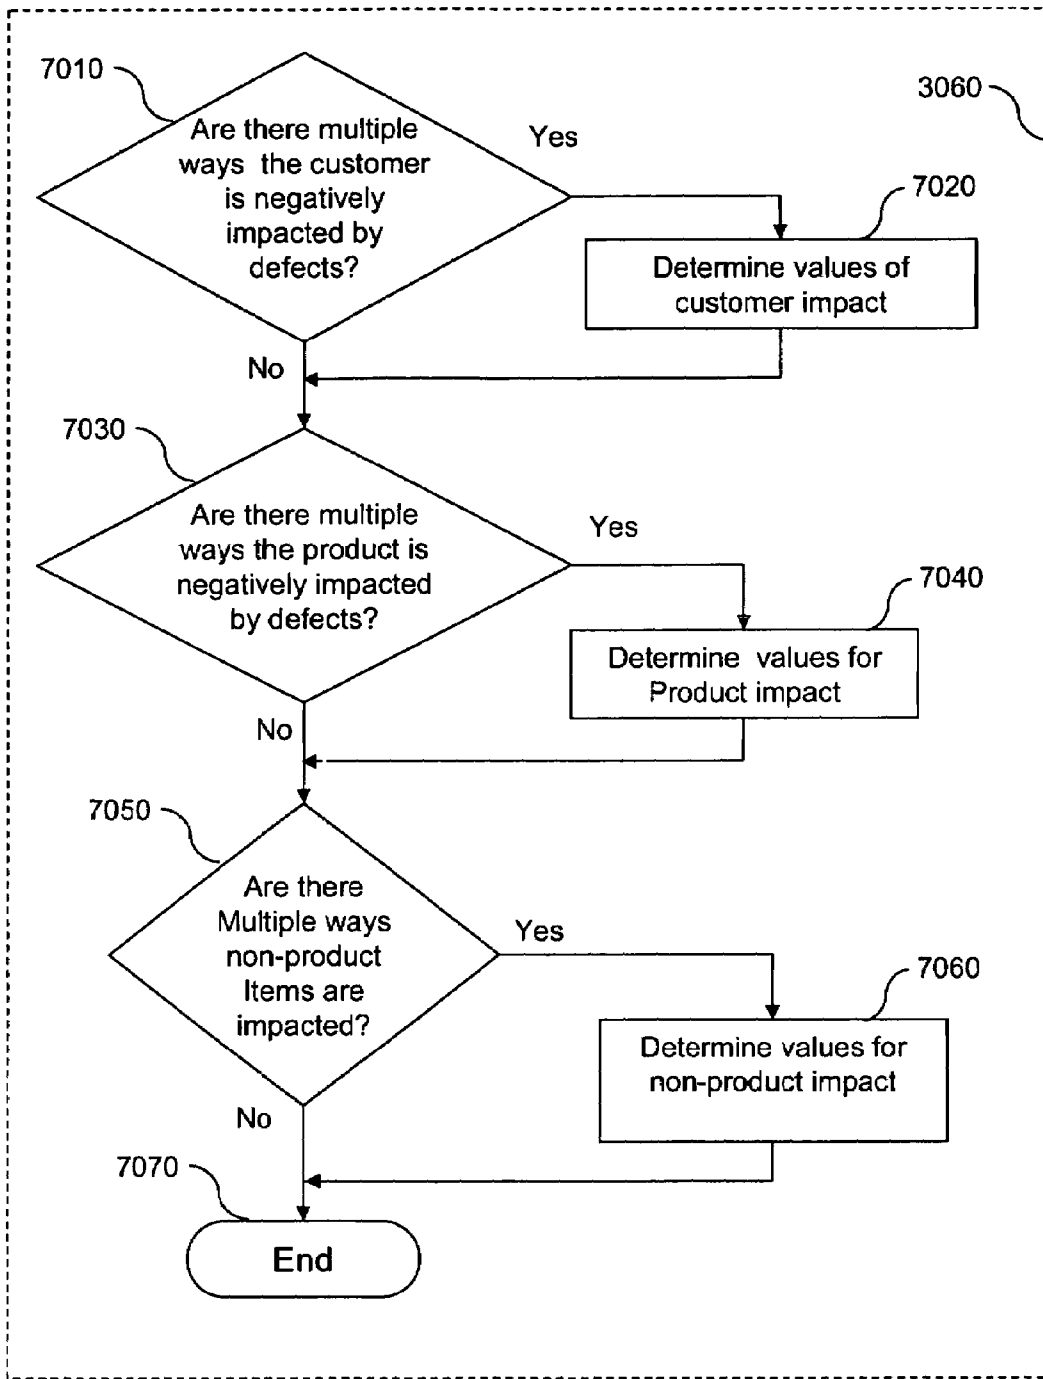 7010
Are there multiple
ways the customer
is negatively
impacted by
defects?
Yes
3060
7020
Determine values of
customer impact
No
7030
Are there multiple
ways the product is
negatively impacted
by defects?
Yes
7040
Determine values for
Product impact
No
7050
Are there
Multiple ways
non-product
Items are
impacted?
Yes
7060
Determine values for
non-product impact
No
7070
End